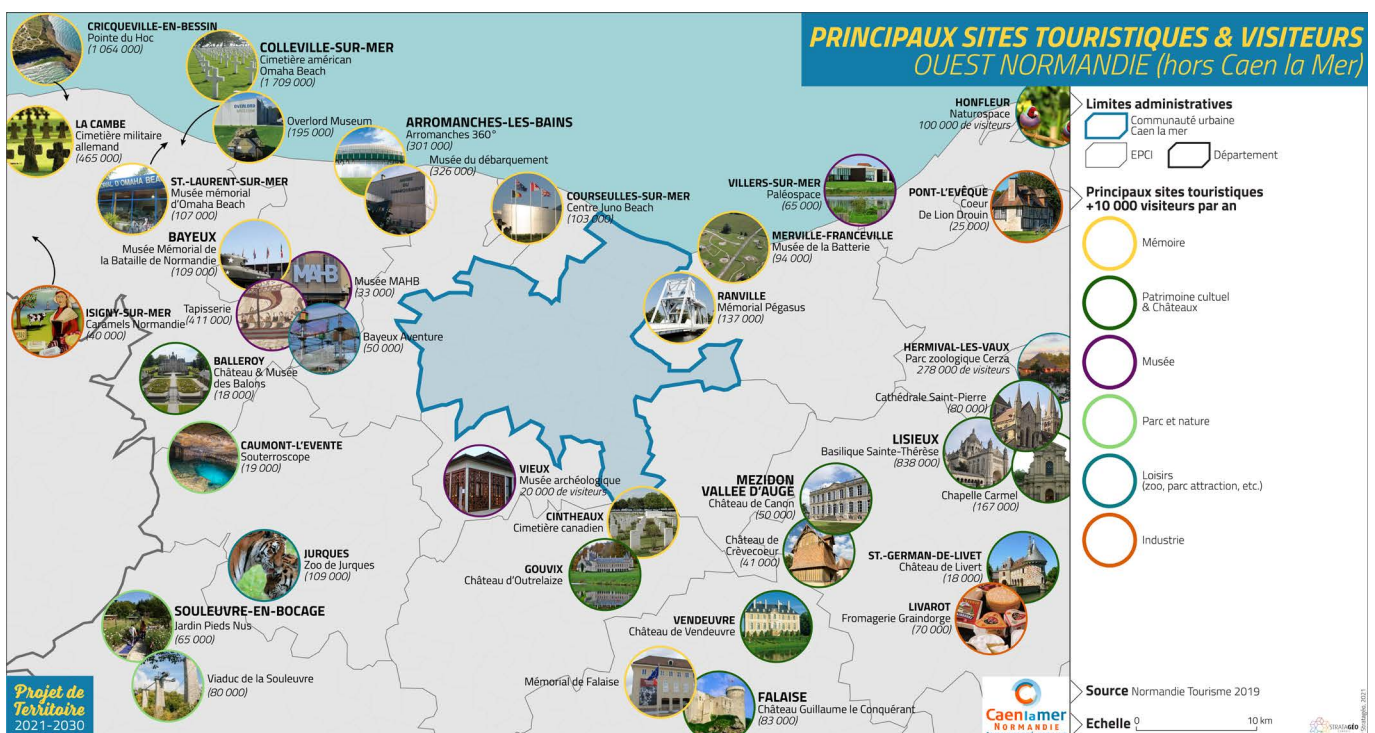 PRINCIPAUX SITES TOURISTIQUES & VISITEURS
OUEST NORMANDIE (hors Caen la Mer)
CRICQUEVILLE-EN-BESSIN
Pointe du Hoc
(1 064 000)
COLLEVILLE-SUR-MER
Cimetière américan
Omaha Beach
(1 709 000)
OVERLORD
Overlord Museum
(195 000)
LA CAMBE
Cimetière militaire
allemand
(465 000)
ARROMANCHES-LES-BAINS
Arromanches 360°
(301 000)
Musée du débarquement
(326 000)
ST.-LAURENT-SUR-MER
Musée mémorial
d'Omaha Beach
(107 000)
COURSEULLES-SUR-MER
Centre Juno Beach
(103 000)
VILLERS-SUR-MER
Paléospace
(65 000)
HONFLEUR
Naturospace
100 000 de visiteurs
PONT-L'EVÊQUE
Coeur
De Lion Drouin
(25 000)
MERVILLE-FRANCEVILLE
Musée de la Batterie
(94 000)
BAYEUX
Musée Mémorial de
la Bataille de Normandie
(109 000)
MAHB
Musée MAHB
(33 000)
Tapisserie
(411 000)
Bayeux Aventure
(50 000)
RANVILLE
Mémorial Pégasus
(137 000)
ISIGNY-SUR-MER
Caramels Normandie
(40 000)
BALLEROY
Château & Musée
des Balons
(18 000)
HERMIVAL-LES-VAUX
Parc zoologique Cerza
278 000 de visiteurs
Cathédrale Saint-Pierre
(80 000)
LISIEUX
Basilique Sainte-Thérèse
(838 000)
Chapelle Carmel
(167 000)
CAUMONT-L'EVENTE
Souterroscope
(19 000)
VIEUX
Musée archéologique
20 000 de visiteurs
CINTHEAUX
Cimetière canadien
MEZIDON
VALLEE D'AUGE
Château de Canon
(50 000)
Château de
Crèvecoeur
(41 000)
JURQUES
Zoo de Jurques
(109 000)
GOUVIX
Château d'Outrelaize
ST.-GERMAN-DE-LIVET
Château de Livert
(18 000)
LIVAROT
Fromagerie Graindorge
(70 000)
SOULEUVRE-EN-BOCAGE
Jardin Pieds Nus
(65 000)
Viaduc de la Souleuvre
(80 000)
VENDEUVRE
Château de Vendeuvre
Mémorial de Falaise
FALAISE
Château Guillaume le Conquérant
(83 000)
Projet de
Territoire
2021-2030
Caenlamer
NORMANDIE
Limites administratives
Communauté urbaine
Caen la mer
EPCI
Département
Principaux sites touristiques
+10 000 visiteurs par an
Mémoire
Patrimoine cultuel
& Châteaux
Musée
Parc et nature
Loisirs
(zoo, parc attraction, etc.)
Industrie
Source Normandie Tourisme 2019
Echelle 0 10 km
STRATAGÉO
Stratagéo, 2021